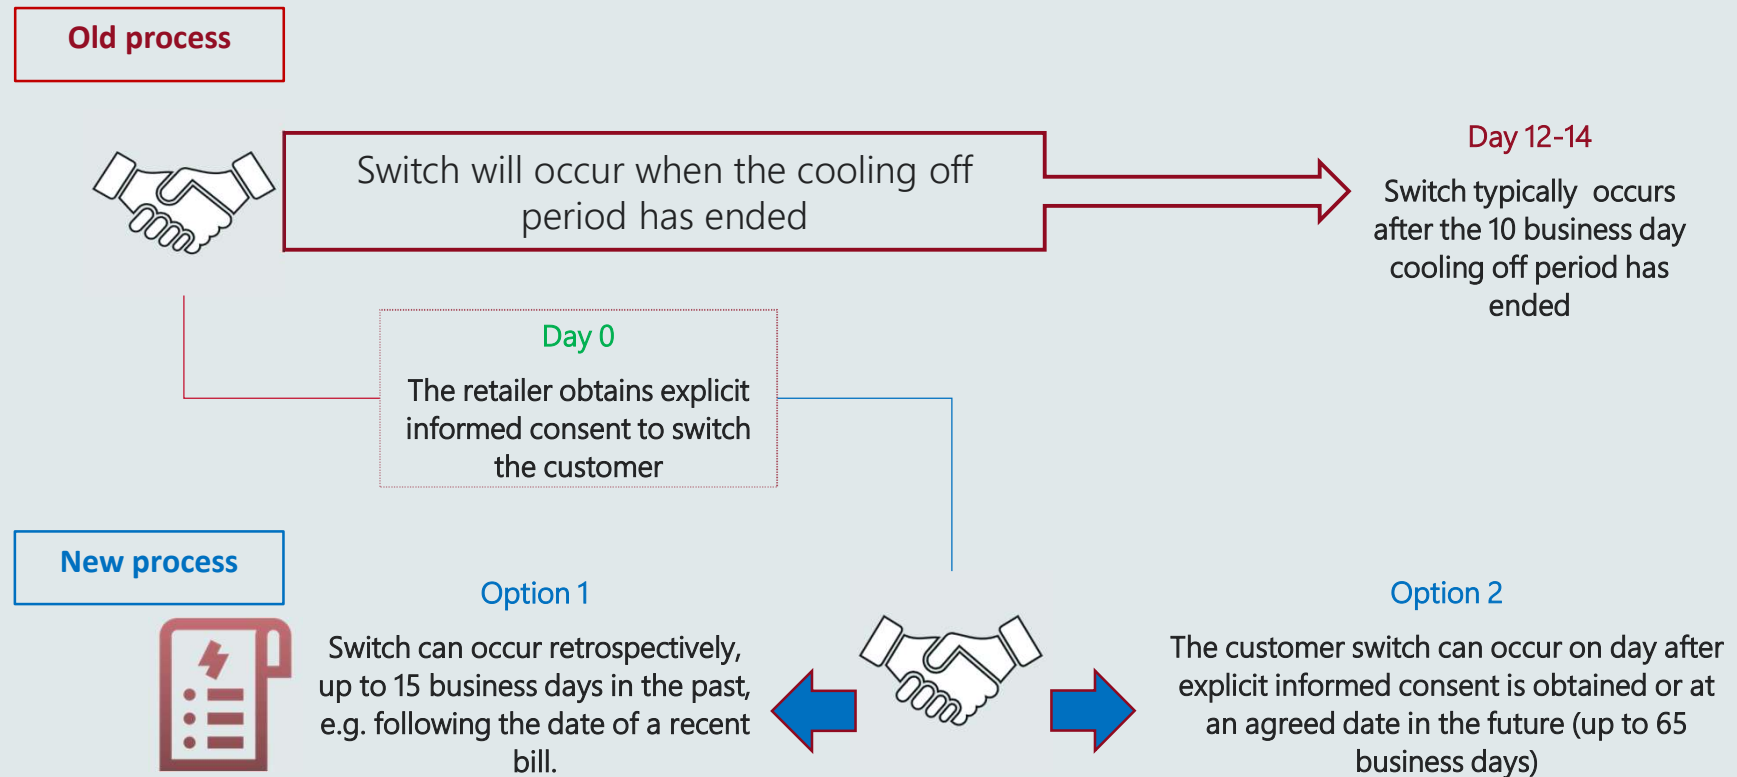 Old process
Switch will occur when the cooling off
period has ended
Day 12-14
Switch typically occurs
after the 10 business day
cooling off period has
ended
Day 0
The retailer obtains explicit
informed consent to switch
the customer
New process
Option 1
Switch can occur retrospectively,
up to 15 business days in the past,
e.g. following the date of a recent
bill.
Option 2
The customer switch can occur on day after
explicit informed consent is obtained or at
an agreed date in the future (up to 65
business days)